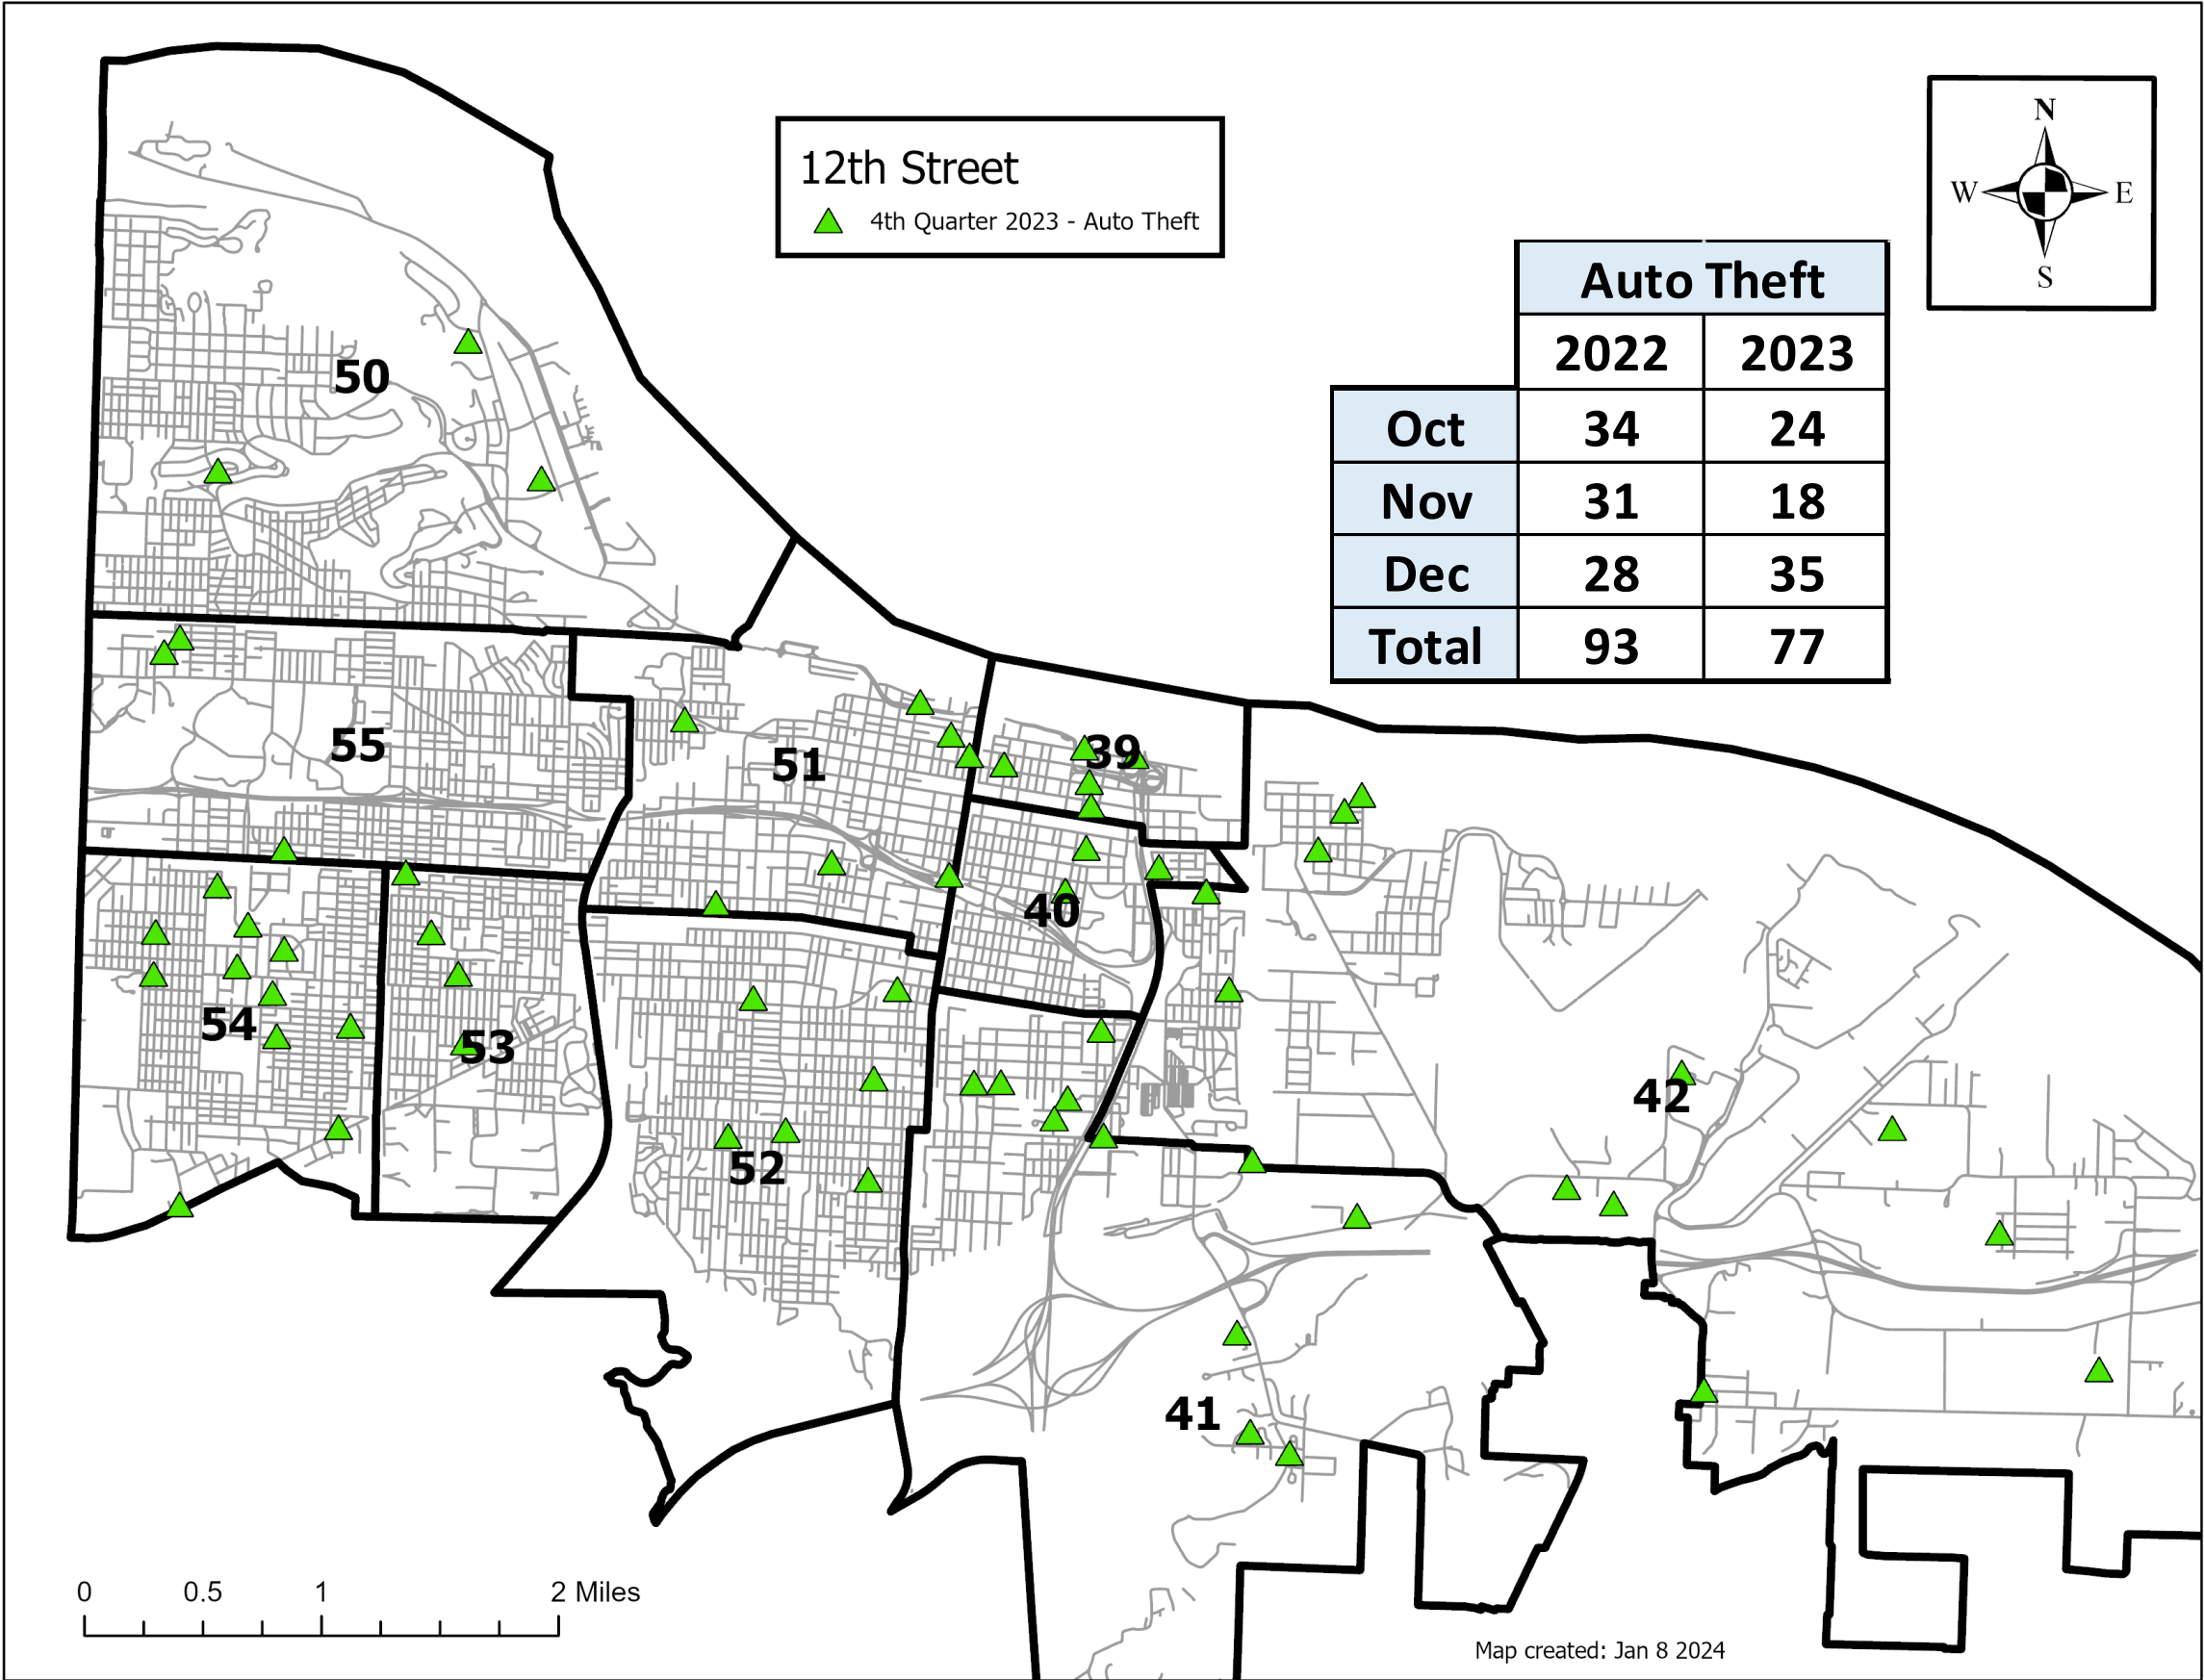 12th Street
4th Quarter 2023 - Auto Theft
N
W E
S
Auto Theft
2022 2023
Oct 34 24
Nov 31 18
Dec 28 35
Total 93 77
50
55
51
39
40
54
53
52
42
41
0 0.5 1 2 Miles
Map created: Jan 8 2024